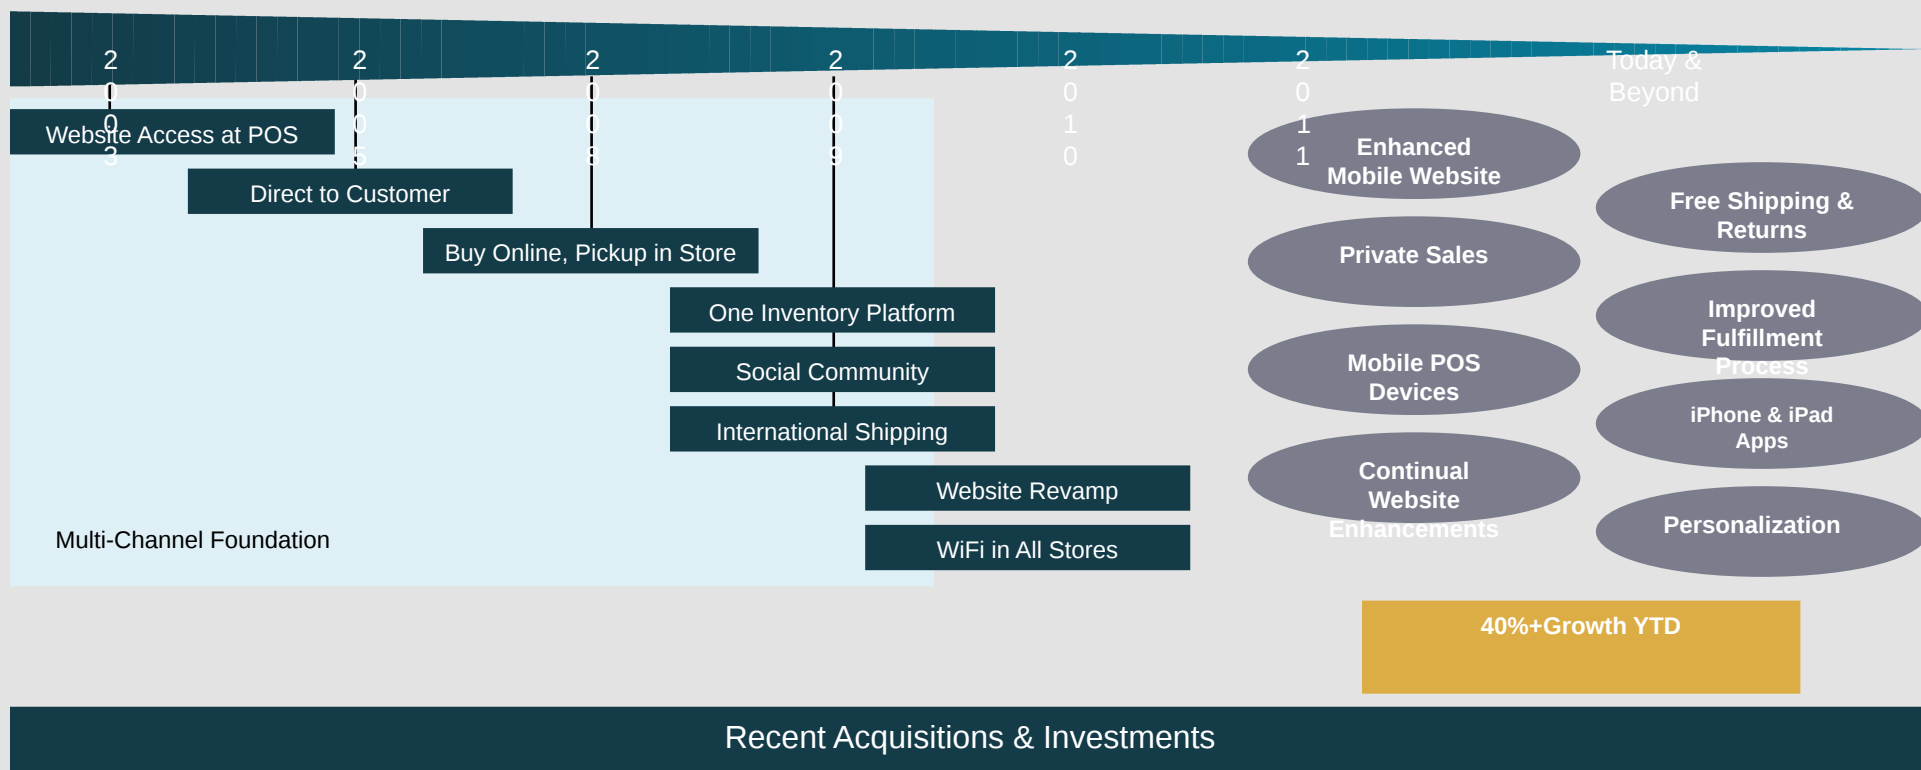 2003
2005
2008
2009
2010
2011
Today &
Beyond
Website Access at POS
Direct to Customer
Buy Online, Pickup in Store
One Inventory Platform
Social Community
International Shipping
Website Revamp
WiFi in All Stores
Multi-Channel Foundation
Enhanced
Mobile Website
Private Sales
Mobile POS
Devices
Continual
Website
Enhancements
Free Shipping &
Returns
Improved
Fulfillment
Process
iPhone & iPad
Apps
Personalization
40%+Growth YTD
Recent Acquisitions & Investments